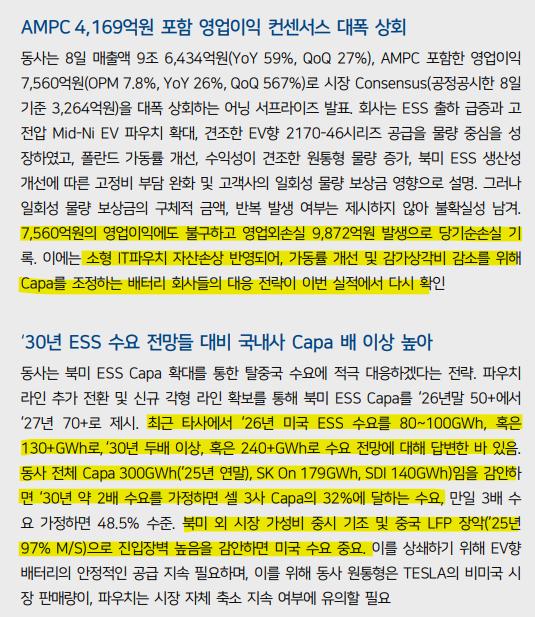 AMPC 4,169억원 포함 영업이익 컨센서스 대폭 상회
동사는 8일 매출액 9조 6,434억원(YoY 59%, QoQ 27%), AMPC 포함한 영업이익
7,560억원(OPM 7.8%, YoY 26%, QoQ 567%)로 시장 Consensus(공정공시한 8일
기준 3,264억원)을 대폭 상회하는 어닝 서프라이즈 발표. 회사는 ESS 출하 급증과 고
전압 Mid-Ni EV 파우치 확대, 견조한 EV향 2170-46시리즈 공급을 물량 중심을 성
장하였고, 폴란드 가동률 개선, 수익성이 견조한 원통형 물량 증가, 북미 ESS 생산성
개선에 따른 고정비 부담 완화 및 고객사의 일회성 물량 보상금 영향으로 설명. 그러나
일회성 물량 보상금의 구체적 금액, 반복 발생 여부는 제시하지 않아 불확실성 남겨.
7,560억원의 영업이익에도 불구하고 영업외손실 9,872억원 발생으로 당기순손실 기
록. 이에는 소형 IT파우치 자산손상 반영되어, 가동률 개선 및 감가상각비 감소를 위해
Capa를 조정하는 배터리 회사들의 대응 전략이 이번 실적에서 다시 확인
'30년 ESS 수요 전망들 대비 국내사 Capa 배 이상 높아
동사는 북미 ESS Capa 확대를 통한 탈중국 수요에 적극 대응하겠다는 전략. 파우치
라인 추가 전환 및 신규 각형 라인 확보를 통해 북미 ESS Capa를 '26년말 50+에서
'27년 70+로 제시. 최근 타사에서 '26년 미국 ESS 수요를 80~100GWh, 혹은
130+GWh로, '30년 두배 이상, 혹은 240+GWh로 수요 전망에 대해 답변한 바 있음.
동사 전체 Capa 300GWh('25년 연말), SK On 179GWh, SDI 140GWh)임을 감안하
면 '30년 약 2배 수요를 가정하면 셀 3사 Capa의 32%에 달하는 수요, 만일 3배 수
요 가정하면 48.5% 수준. 북미 외 시장 가성비 중시 기조 및 중국 LFP 장악('25년
97% M/S)으로 진입장벽 높음을 감안하면 미국 수요 중요. 이를 상쇄하기 위해 EV향
배터리의 안정적인 공급 지속 필요하며, 이를 위해 동사 원통형은 TESLA의 비미국 시
장 판매량이, 파우치는 시장 자체 축소 지속 여부에 유의할 필요